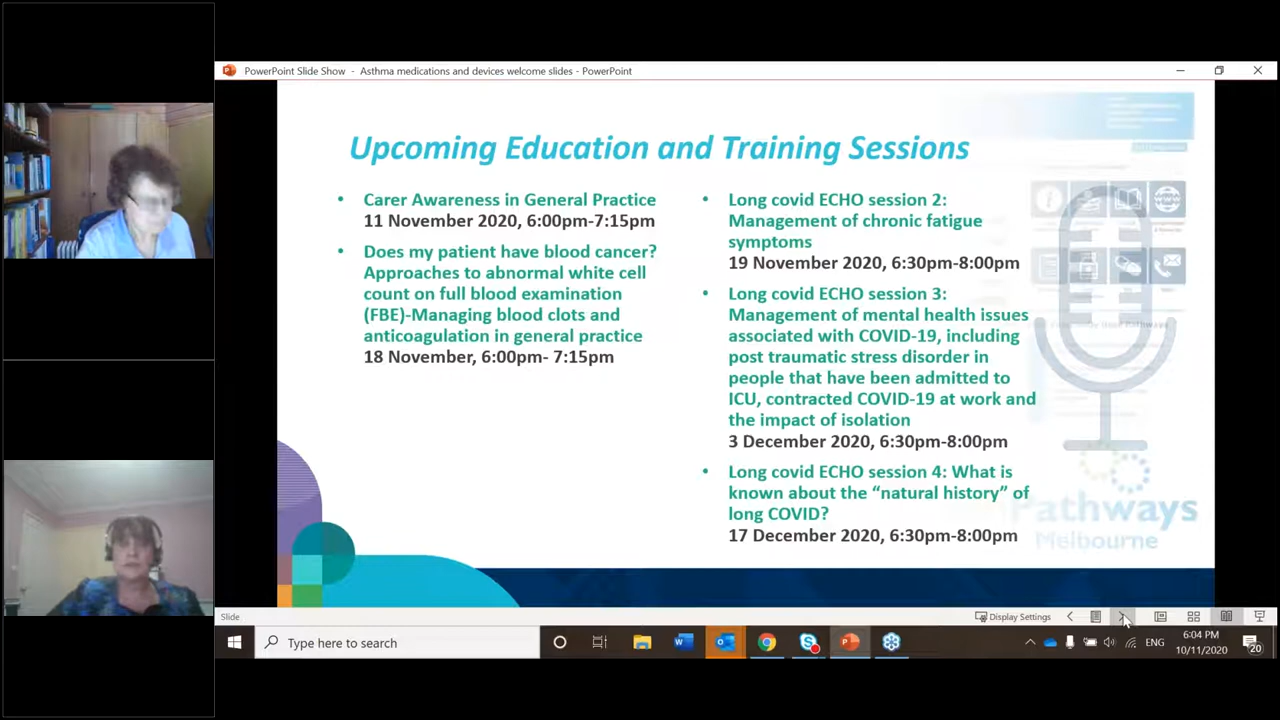 PowerPoint Slide Show - Asthma medications and devices welcome slides - PowerPoint
Upcoming Education and Training Sessions
• Carer Awareness in General Practice
11 November 2020, 6:00pm-7:15pm
• Does my patient have blood cancer?
Approaches to abnormal white cell
count on full blood examination
(FBE)-Managing blood clots and
anticoagulation in general practice
18 November, 6:00pm- 7:15pm
• Long covid ECHO session 2:
Management of chronic fatigue
symptoms
19 November 2020, 6:30pm-8:00pm
• Long covid ECHO session 3:
Management of mental health issues
associated with COVID-19, including
post traumatic stress disorder in
people that have been admitted to
ICU, contracted COVID-19 at work and
the impact of isolation
3 December 2020, 6:30pm-8:00pm
• Long covid ECHO session 4: What is
known about the “natural history” of
long COVID?
17 December 2020, 6:30pm-8:00pm
Pathways
Melbourne
Slide
Display Settings
Type here to search
ENG
6:04 PM
10/11/2020
20